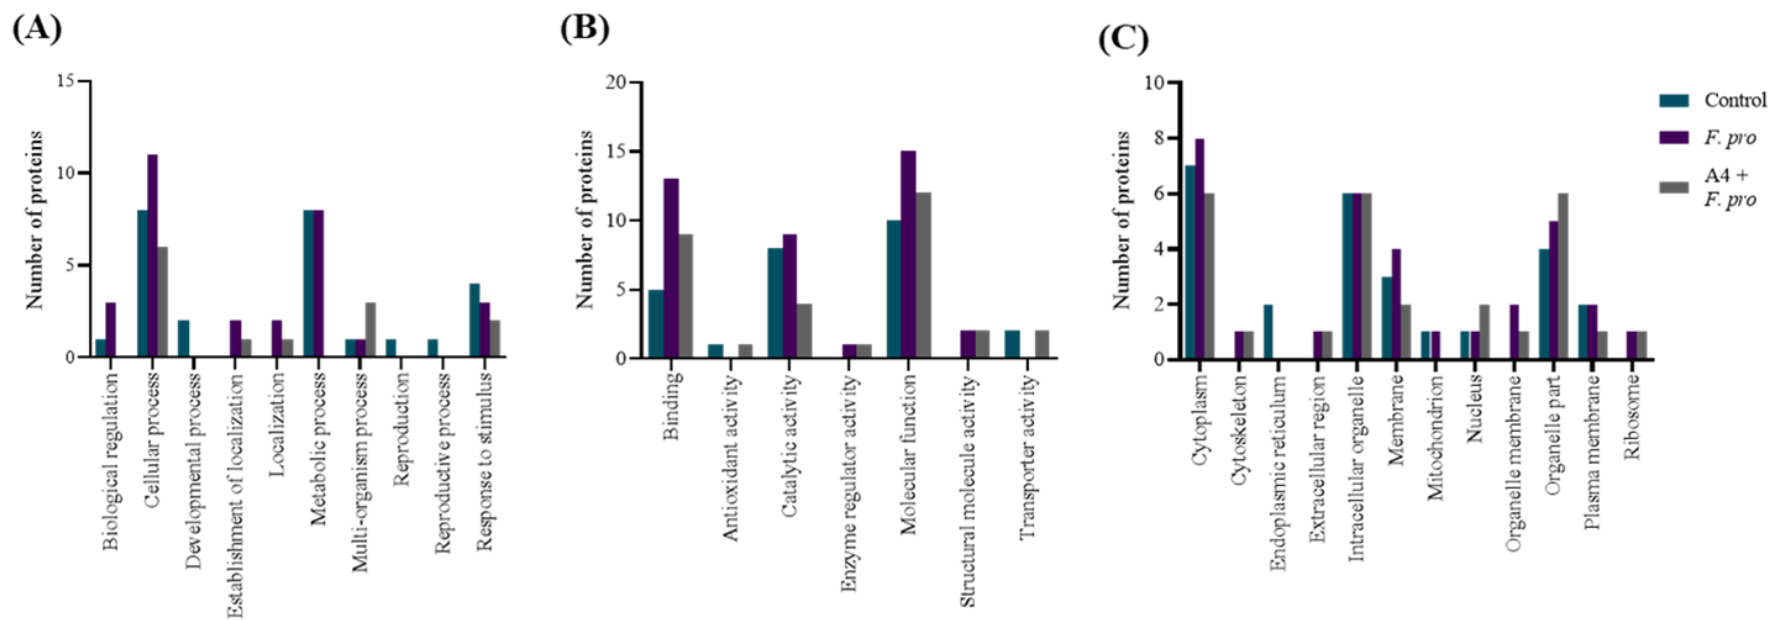 (A)
Number of proteins
15
10
5
0
Biological regulation
Cellular process
Developmental process
Establishment of localization
Localization
Metabolic process
Multi-organism process
Reproduction
Reproductive process
Response to stimulus
(B)
Number of proteins
20
15
10
5
0
Binding
Antioxidant activity
Catalytic activity
Enzyme regulator activity
Molecular function
Structural molecule activity
Transporter activity
(C)
Number of proteins
10
8
6
4
2
0
Cytoplasm
Cytoskeleton
Endoplasmic reticulum
Extracellular region
Intracellular organelle
Membrane
Mitochondrion
Nucleus
Organelle membrane
Organelle part
Plasma membrane
Ribosome
Control
F. pro
A4 +
F. pro